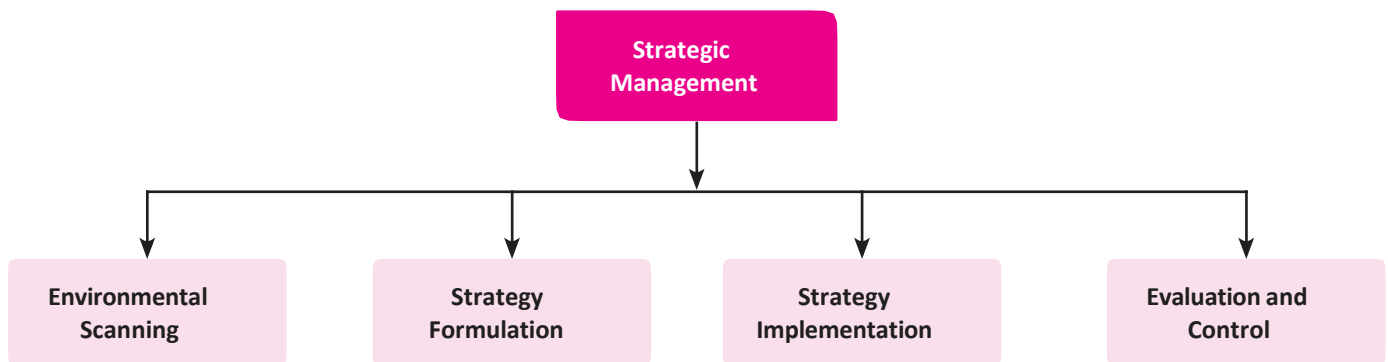 Strategic
Management
Environmental
Scanning
Strategy
Formulation
Strategy
Implementation
Evaluation and
Control